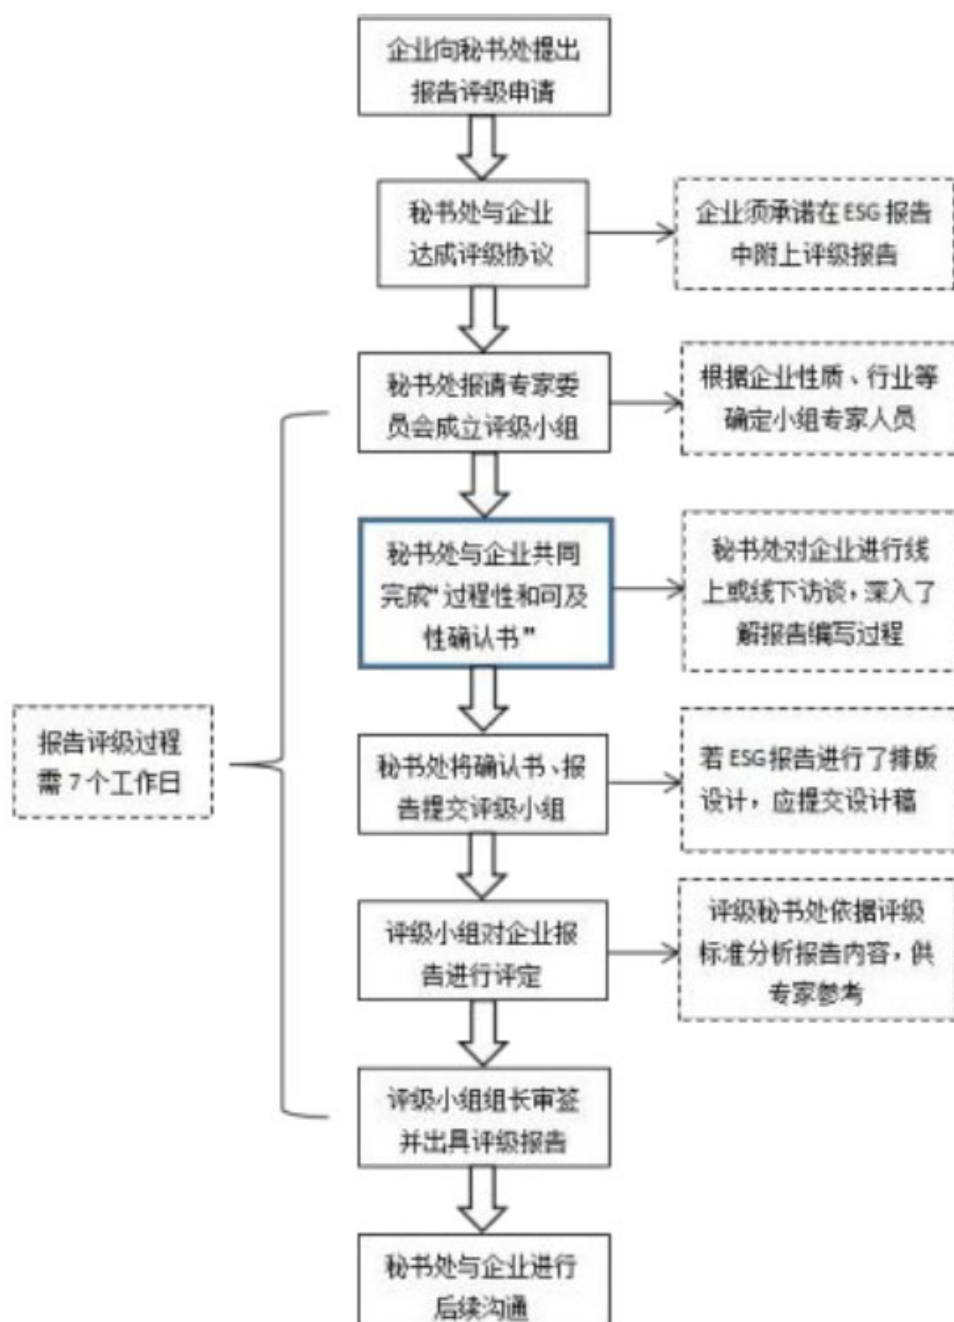 企业向秘书处提出
报告评级申请
秘书处与企业
达成评级协议
企业须承诺在ESG报告
中附上评级报告
秘书处报请专家委
员会成立评级小组
根据企业性质、行业等
确定小组专家人员
秘书处与企业共同
完成“过程性和可及
性确认书”
秘书处对企业进行线
上或线下访谈,深入了
解报告编写过程
报告评级过程
需7个工作日
秘书处将确认书、报
告提交评级小组
若ESG报告进行了排版
设计,应提交设计稿
评级小组对企业报
告进行评定
评级秘书处依据评级
标准分析报告内容,供
专家参考
评级小组组长审签
并出具评级报告
秘书处与企业进行
后续沟通